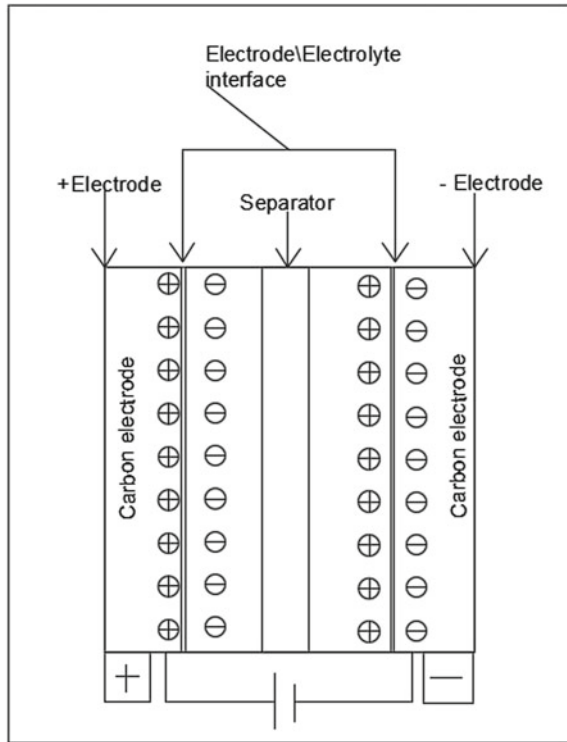 Electrode\Electrolyte
interface
+Electrode
- Electrode
Separator
Carbon electrode
Carbon electrode
+
−